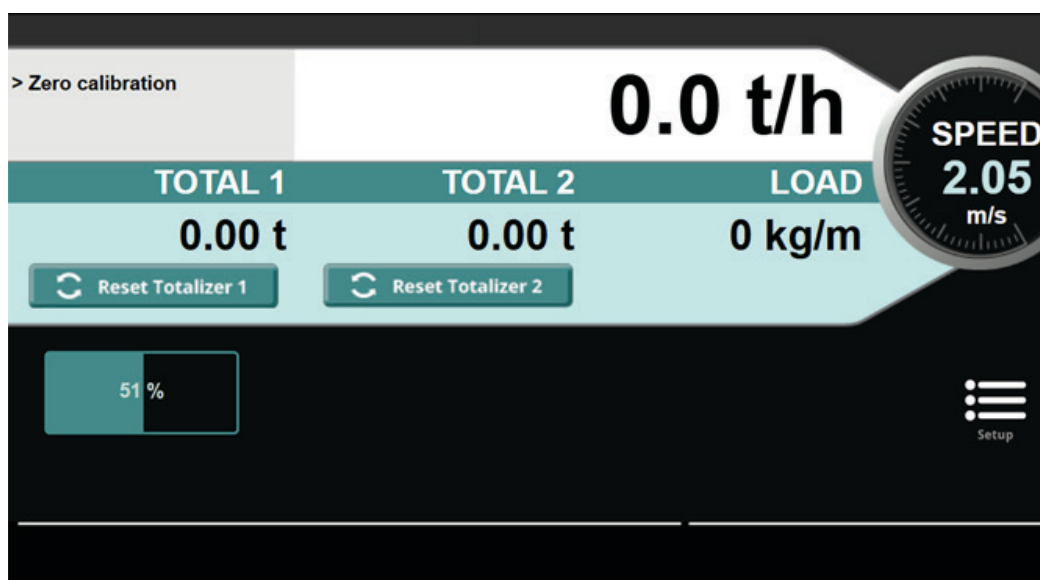 > Zero calibration
0.0 t/h
SPEED
2.05
m/s
TOTAL 1
TOTAL 2
LOAD
0.00 t
0.00 t
0 kg/m
Reset Totalizer 1
Reset Totalizer 2
51 %
Setup